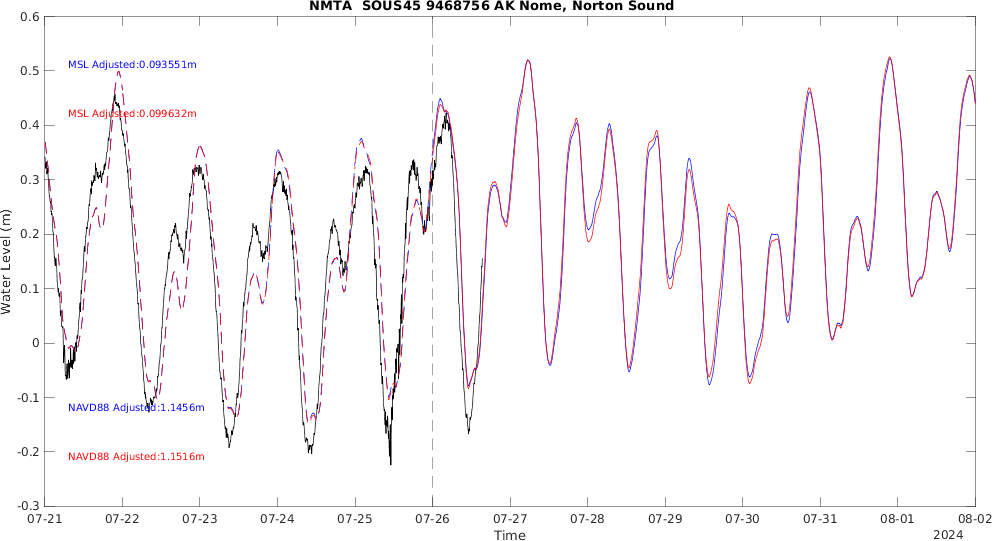 NMTA  SOUS45 9468756 AK Nome, Norton Sound
0.6
0.5
0.4
0.3
0.2
0.1
0
-0.1
-0.2
-0.3
Water Level (m)
MSL Adjusted:0.093551m
MSL Adjusted:0.099632m
NAVD88 Adjusted:1.1456m
NAVD88 Adjusted:1.1516m
07-21 07-22 07-23 07-24 07-25 07-26 07-27 07-28 07-29 07-30 07-31 08-01 08-02
Time
2024